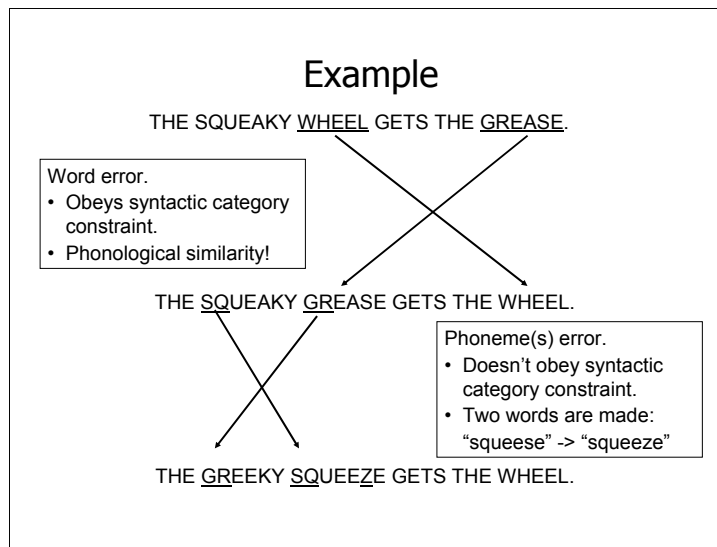 Example
THE SQUEAKY WHEEL GETS THE GREASE.
Word error.
• Obeys syntactic category
constraint.
• Phonological similarity!
THE SQUEAKY GREASE GETS THE WHEEL.
Phoneme(s) error.
• Doesn’t obey syntactic
category constraint.
• Two words are made:
“squeese” -> “squeeze”
THE GREEKY SQUEEZE GETS THE WHEEL.